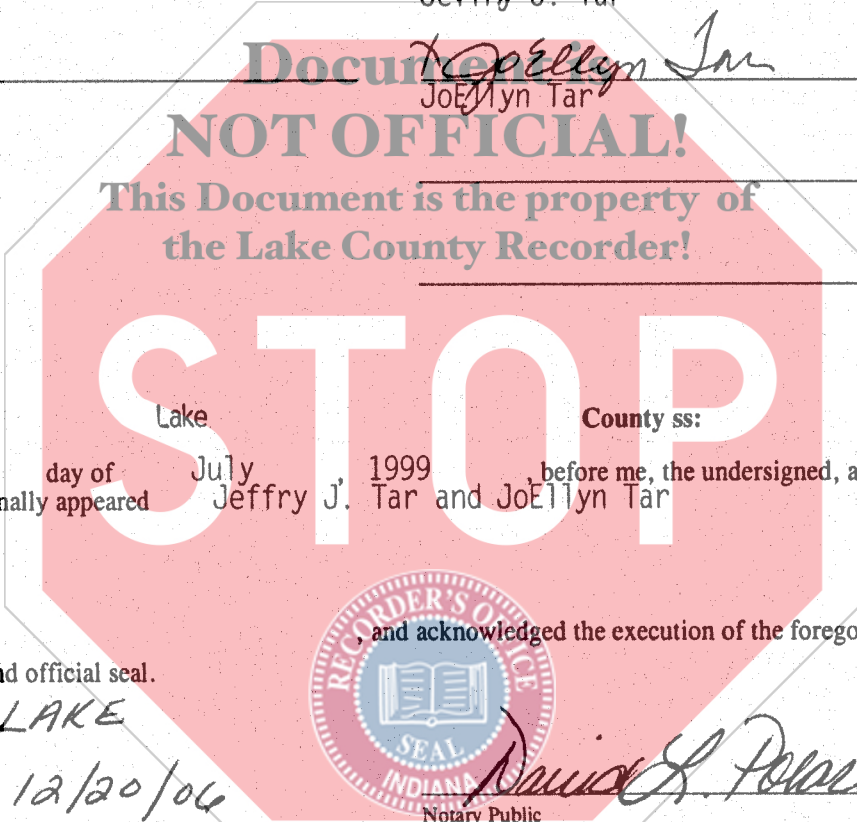 JoEllyn Tar
Document is
JoEllyn Tar
NOT OFFICIAL!
This Document is the property of
the Lake County Recorder!
STOP
Lake County ss:
day of July , 1999 , before me, the undersigned, a
nally appeared Jeffry J. Tar and JoEllyn Tar
, and acknowledged the execution of the forego
nd official seal.
RECORDER'S OFFICE
SEAL
INDIANA
LAKE
12/20/06
L.
Notary Public